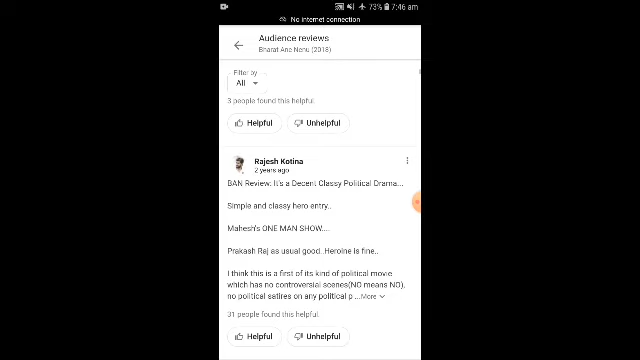 73% 7:46 am
No internet connection
Audience reviews
Bharat Ane Nenu (2018)
Filter by
All
3 people found this helpful.
Helpful Unhelpful
Rajesh Kotina
2 years ago
BAN Review: It's a Decent Classy Political Drama...
Simple and classy hero entry..
Mahesh's ONE MAN SHOW....
Prakash Raj as usual good..Heroine is fine..
I think this is a first of its kind of political movie
which has no controversial scenes(NO means NO),
no political satires on any political p ...More
31 people found this helpful.
Helpful Unhelpful